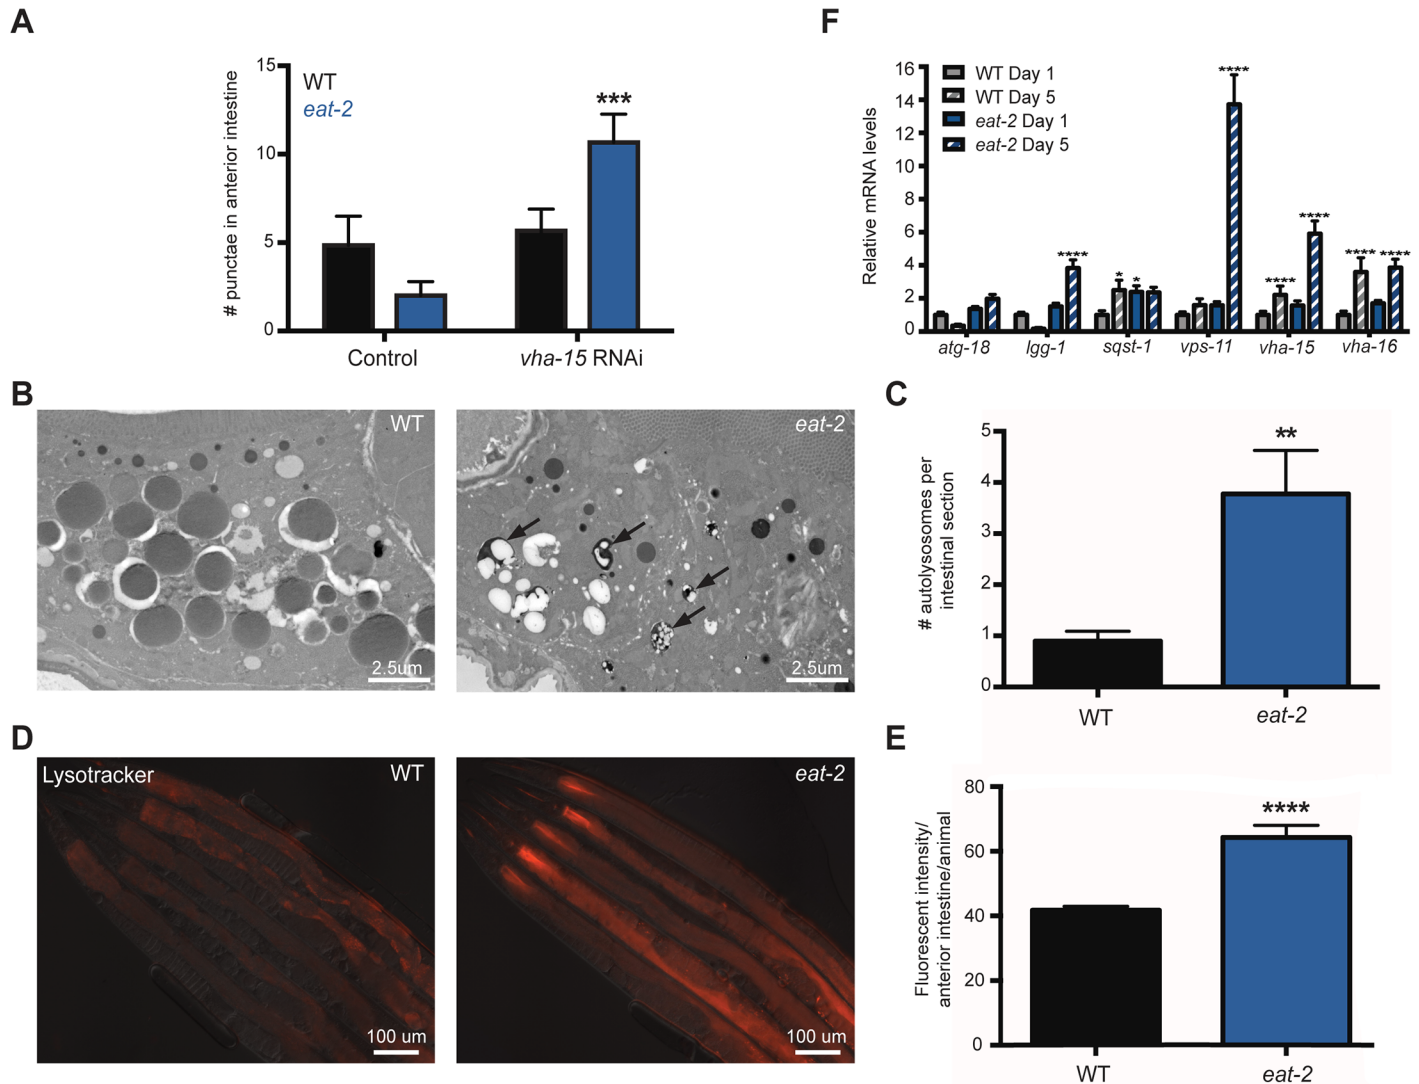 A
# punctae in anterior intestine
15
10
5
0
WT
eat-2
***
Control
vha-15 RNAi
F
Relative mRNA levels
16
14
12
10
8
6
4
2
0
WT Day 1
WT Day 5
eat-2 Day 1
eat-2 Day 5
****
****
*
*
****
****
****
****
atg-18
lgg-1
sqst-1
vps-11
vha-15
vha-16
B
WT
2.5um
eat-2
2.5um
C
# autolysosomes per
intestinal section
5
4
3
2
1
0
**
WT
eat-2
D
Lysotracker
WT
100 um
eat-2
100 um
E
Fluorescent intensity/
anterior intestine/animal
80
60
40
20
0
****
WT
eat-2